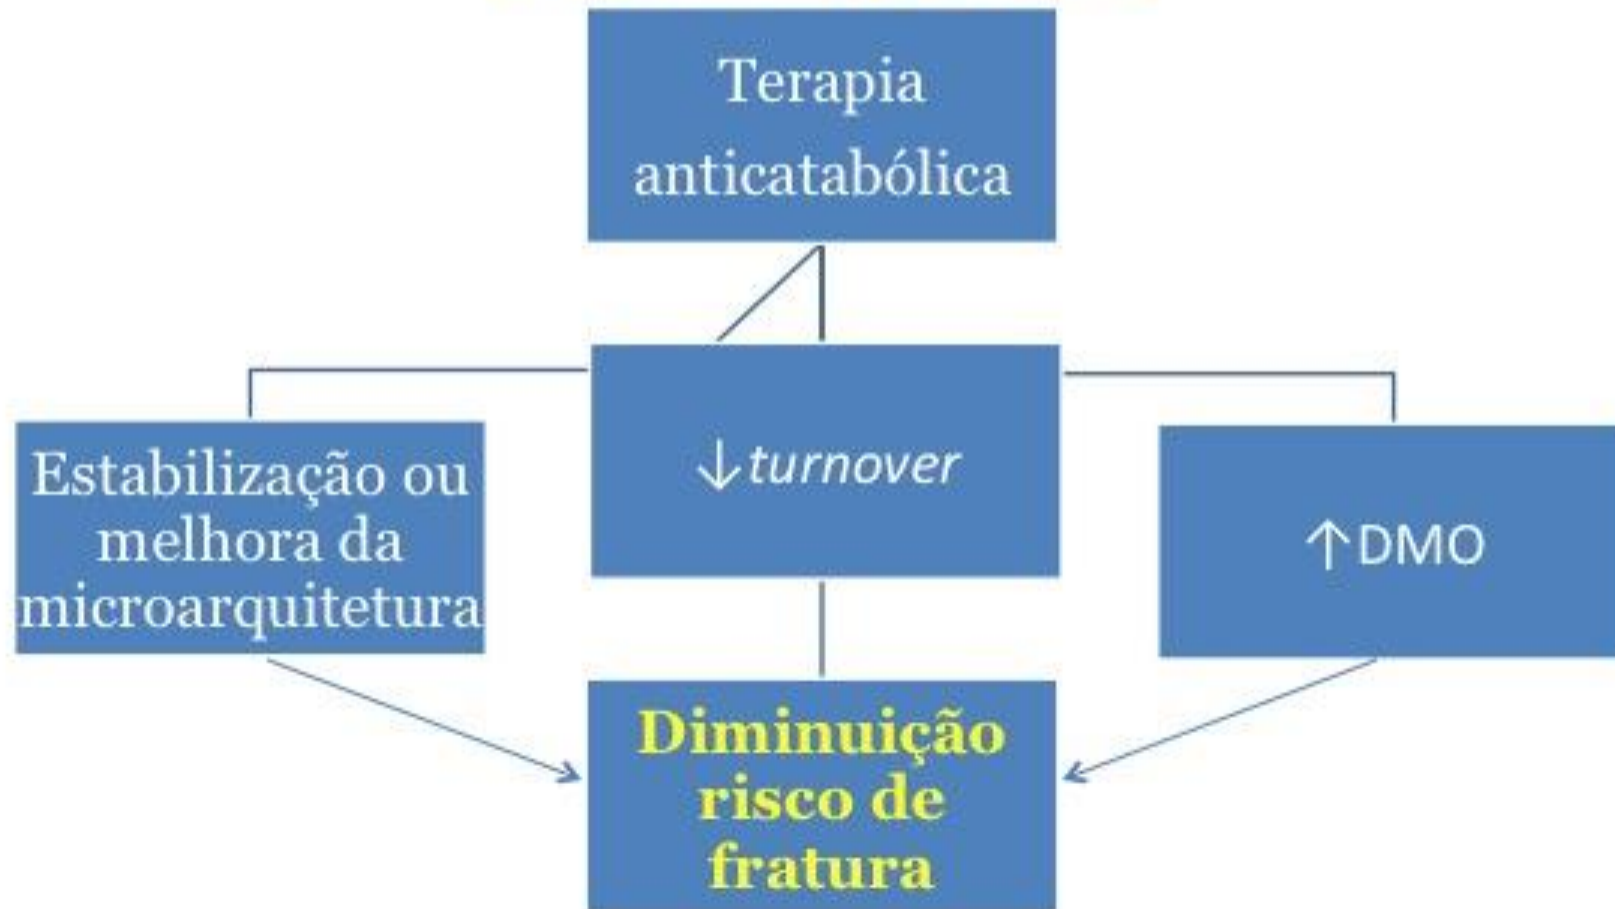 Terapia
anticatabólica
Estabilização ou
melhora da
microarquitetura
↓turnover
↑DMO
Diminuição
risco de
fratura